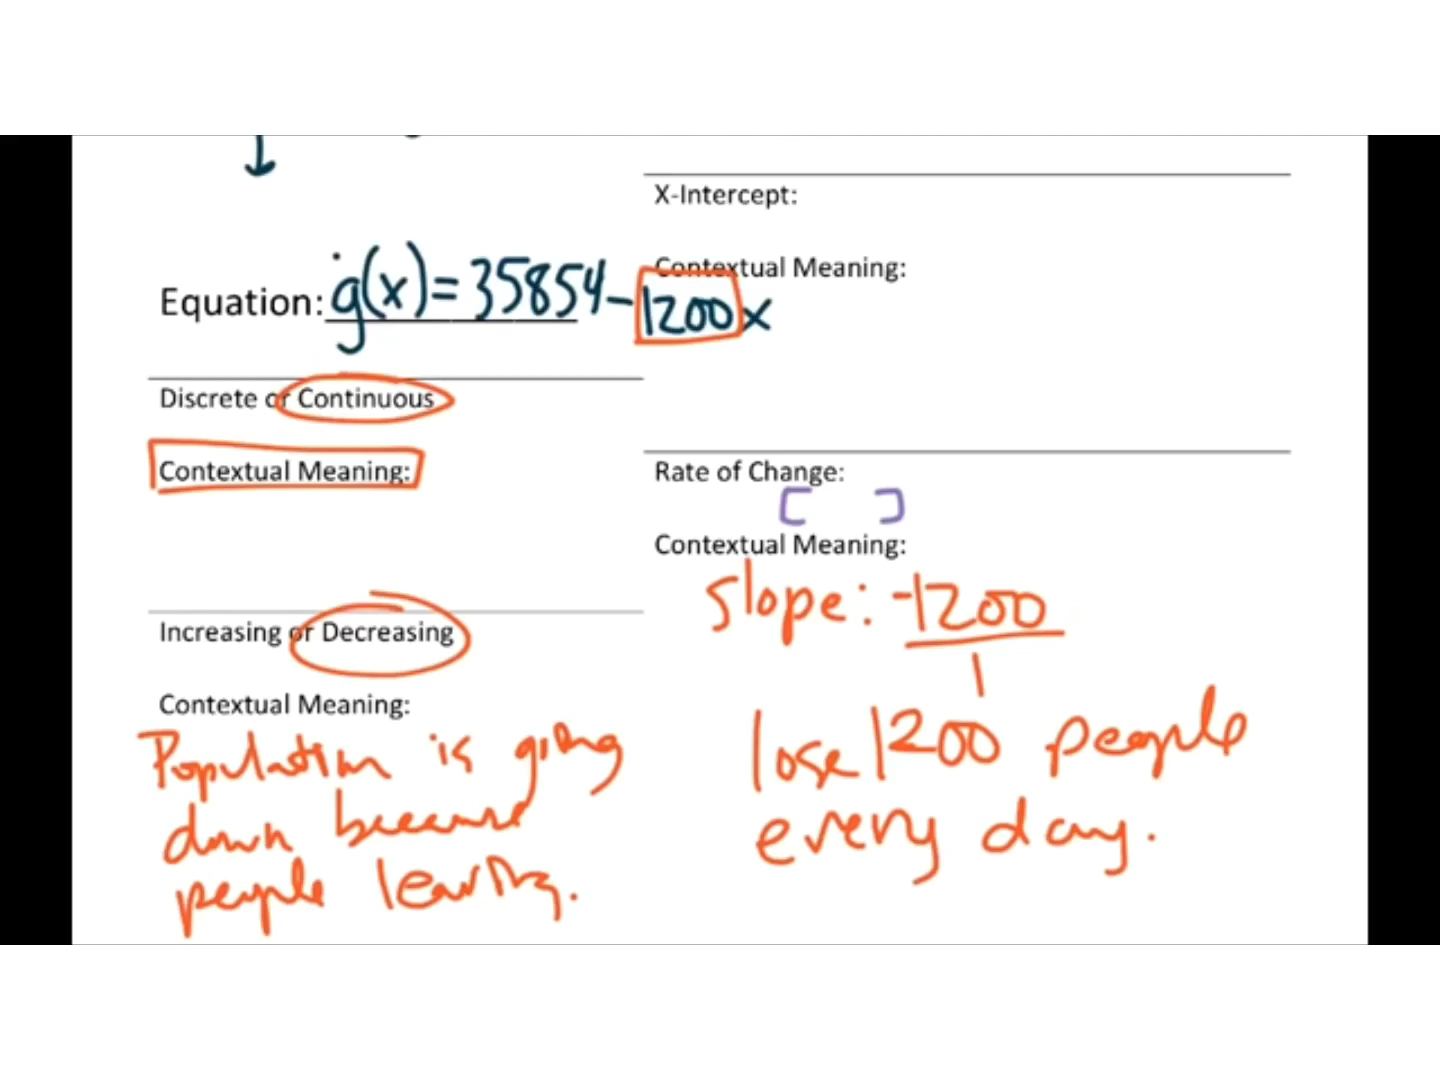 X-Intercept:
Contextual Meaning:
Equation: g(x) = 35854 - 1200x
Discrete or Continuous
Contextual Meaning:
Increasing or Decreasing
Contextual Meaning:
Population is going
down because
people leaving.
Rate of Change:
[ ]
Contextual Meaning:
Slope: -1200
1
lose 1200 people
every day.